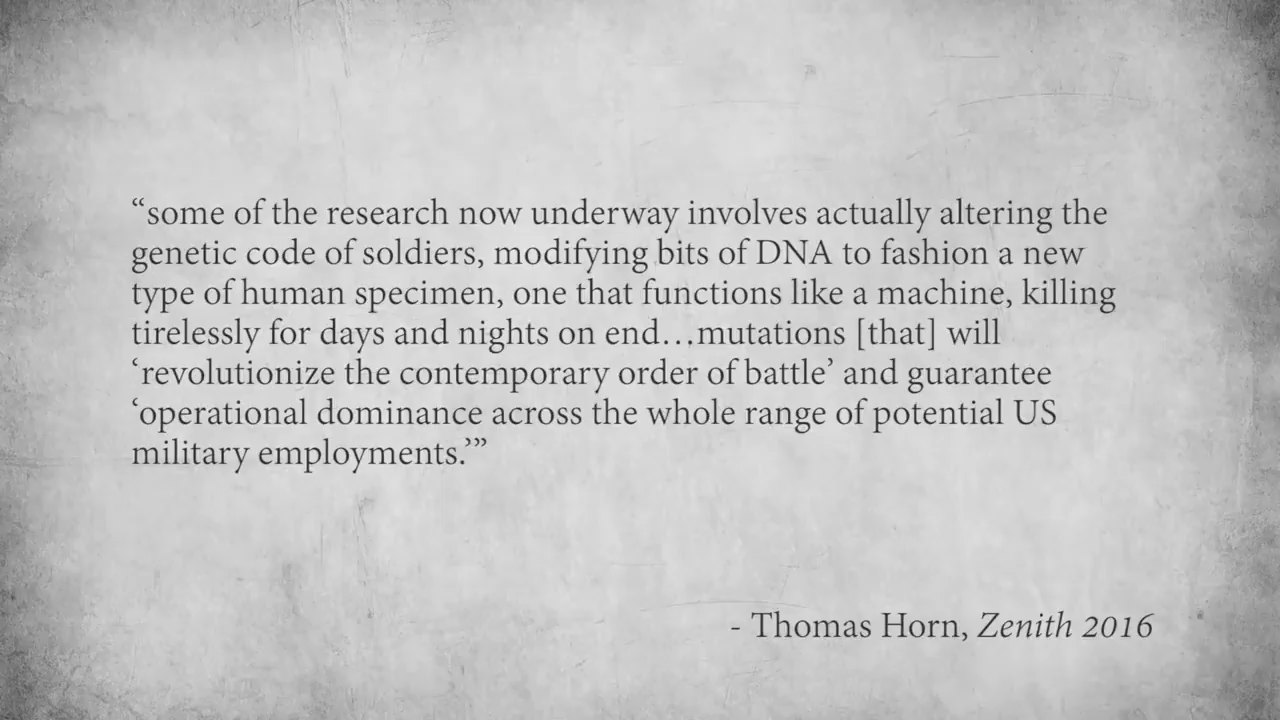 “some of the research now underway involves actually altering the
genetic code of soldiers, modifying bits of DNA to fashion a new
type of human specimen, one that functions like a machine, killing
tirelessly for days and nights on end…mutations [that] will
‘revolutionize the contemporary order of battle’ and guarantee
‘operational dominance across the whole range of potential US
military employments.’”
- Thomas Horn, Zenith 2016